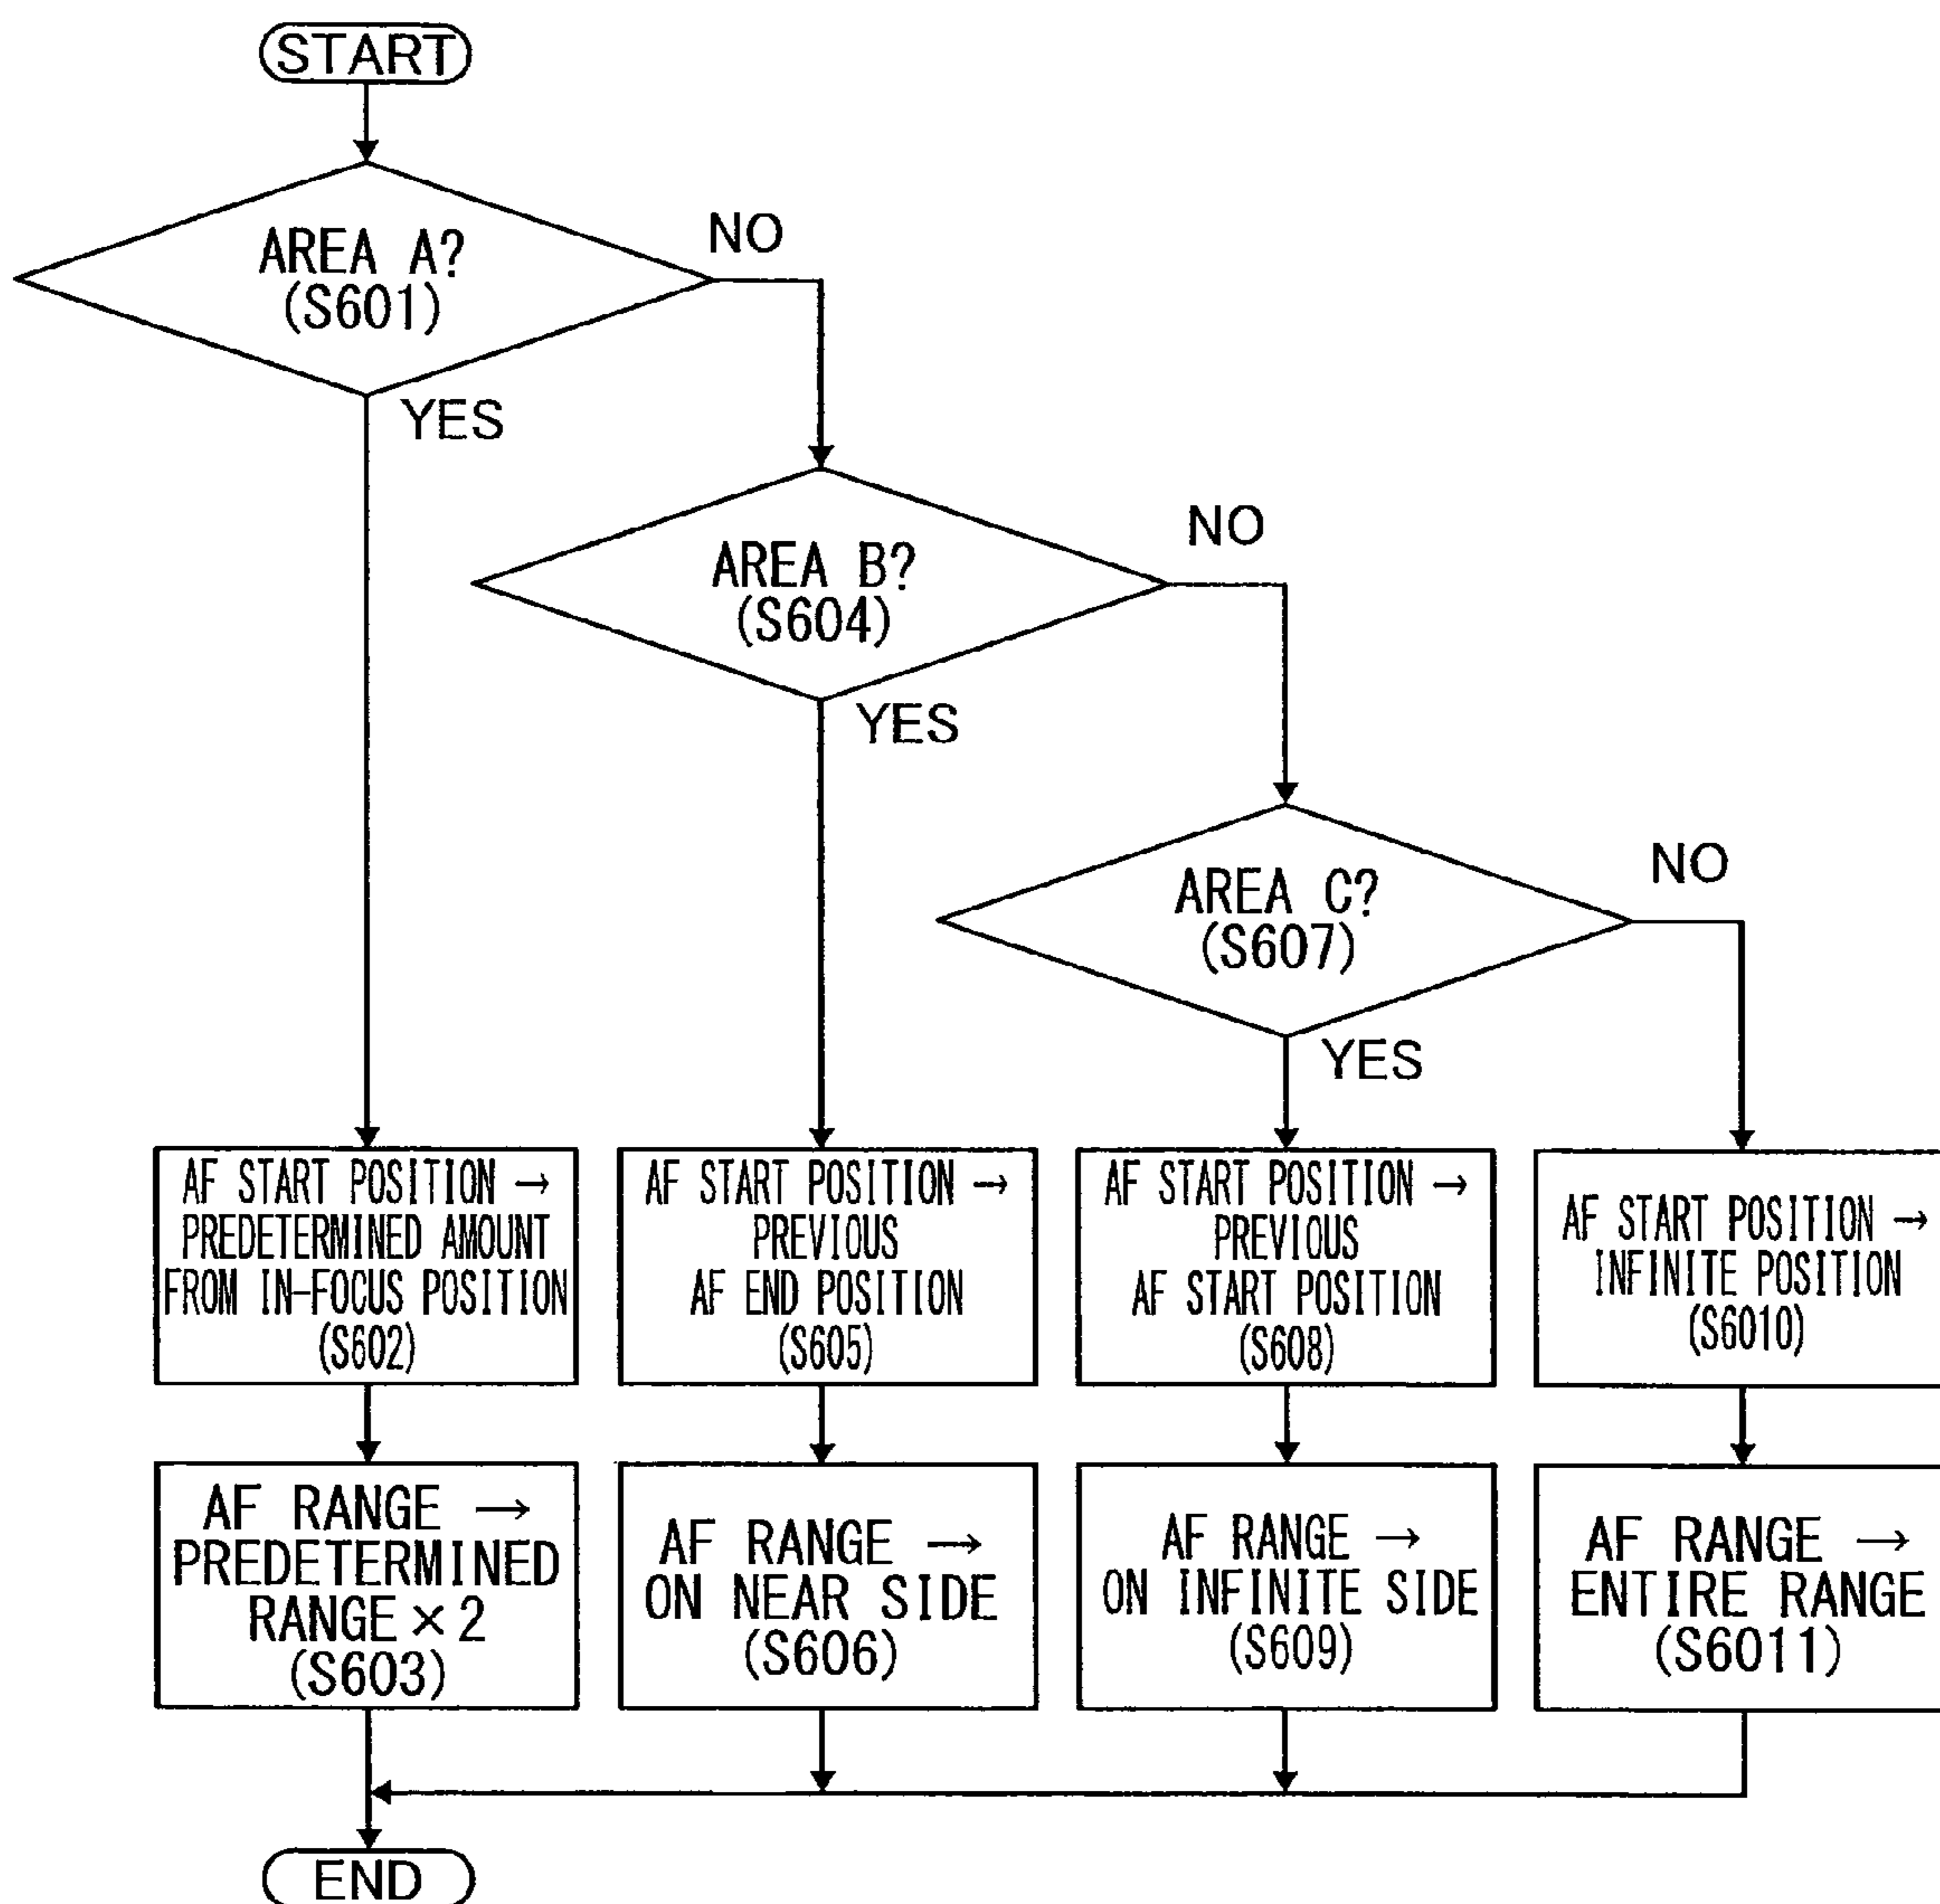 START
AREA A?
(S601)
NO
YES
AREA B?
(S604)
NO
YES
AREA C?
(S607)
NO
YES
AF START POSITION →
PREDETERMINED AMOUNT
FROM IN-FOCUS POSITION
(S602)
AF START POSITION →
PREVIOUS
AF END POSITION
(S605)
AF START POSITION →
PREVIOUS
AF START POSITION
(S608)
AF START POSITION →
INFINITE POSITION
(S6010)
AF RANGE →
PREDETERMINED
RANGE × 2
(S603)
AF RANGE →
ON NEAR SIDE
(S606)
AF RANGE →
ON INFINITE SIDE
(S609)
AF RANGE →
ENTIRE RANGE
(S6011)
END